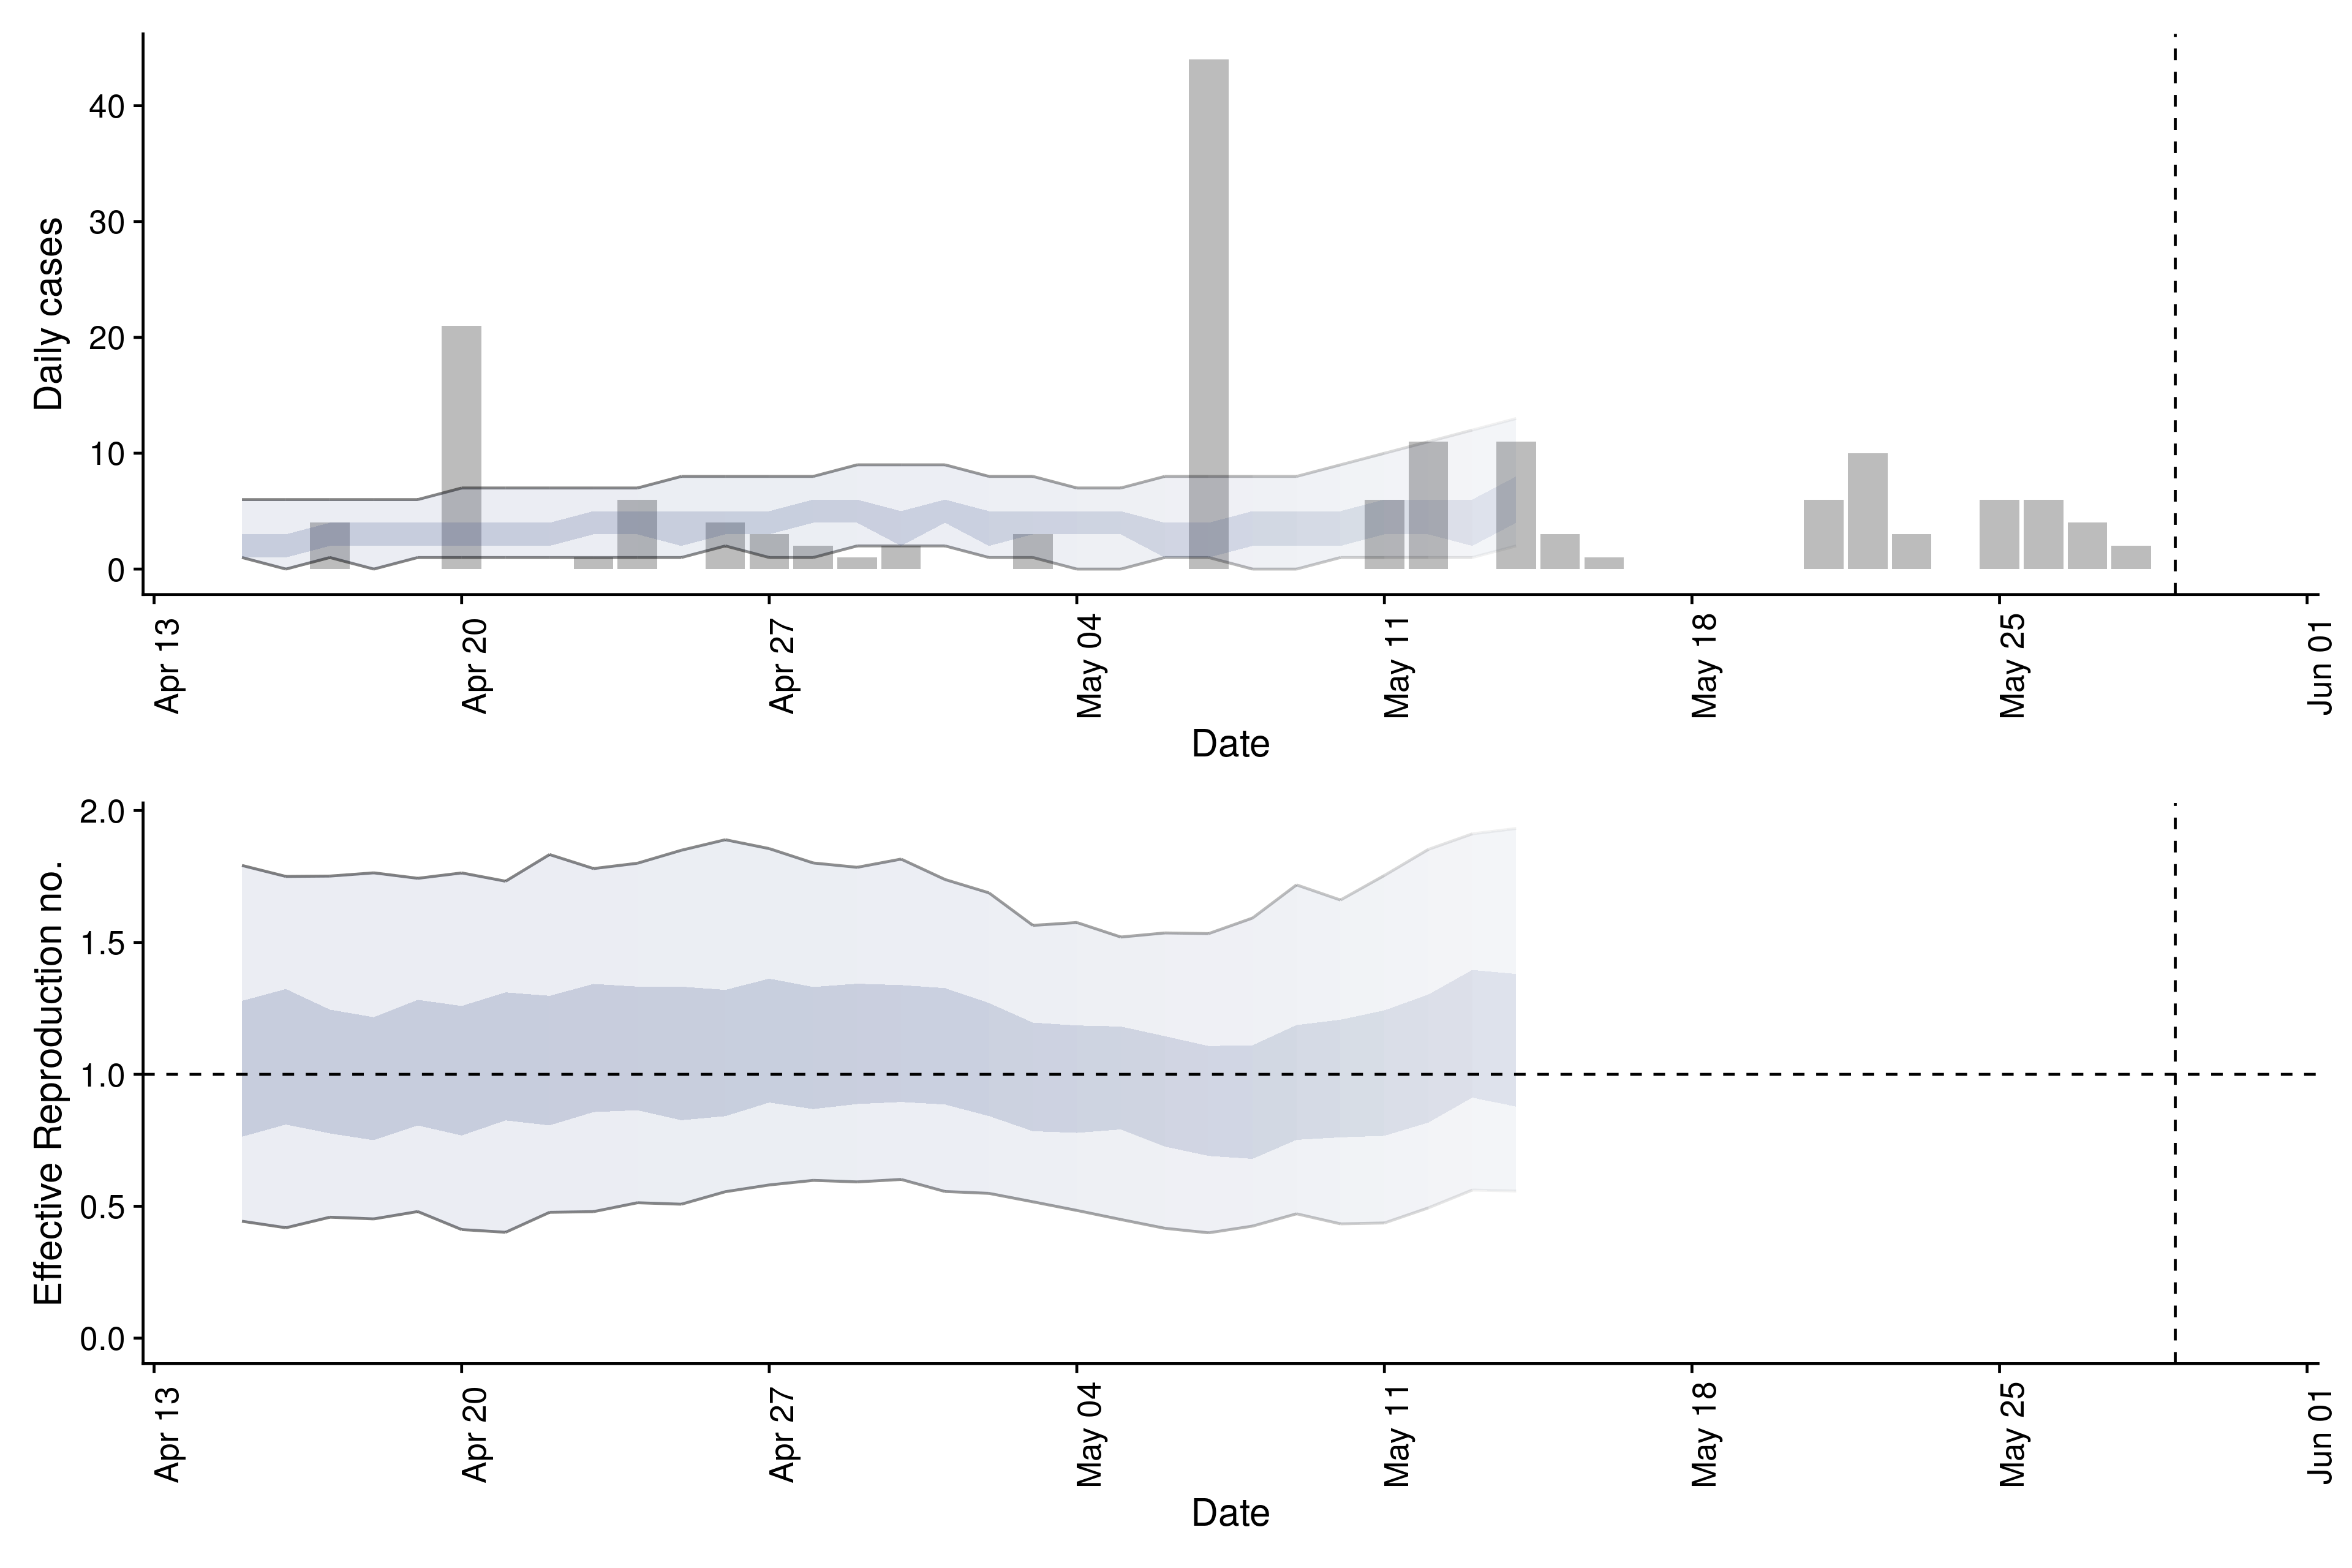 Daily cases
40
30
20
10
0
Apr 13
Apr 20
Apr 27
May 04
May 11
May 18
May 25
Jun 01
Date
Effective Reproduction no.
2.0
1.5
1.0
0.5
0.0
Apr 13
Apr 20
Apr 27
May 04
May 11
May 18
May 25
Jun 01
Date